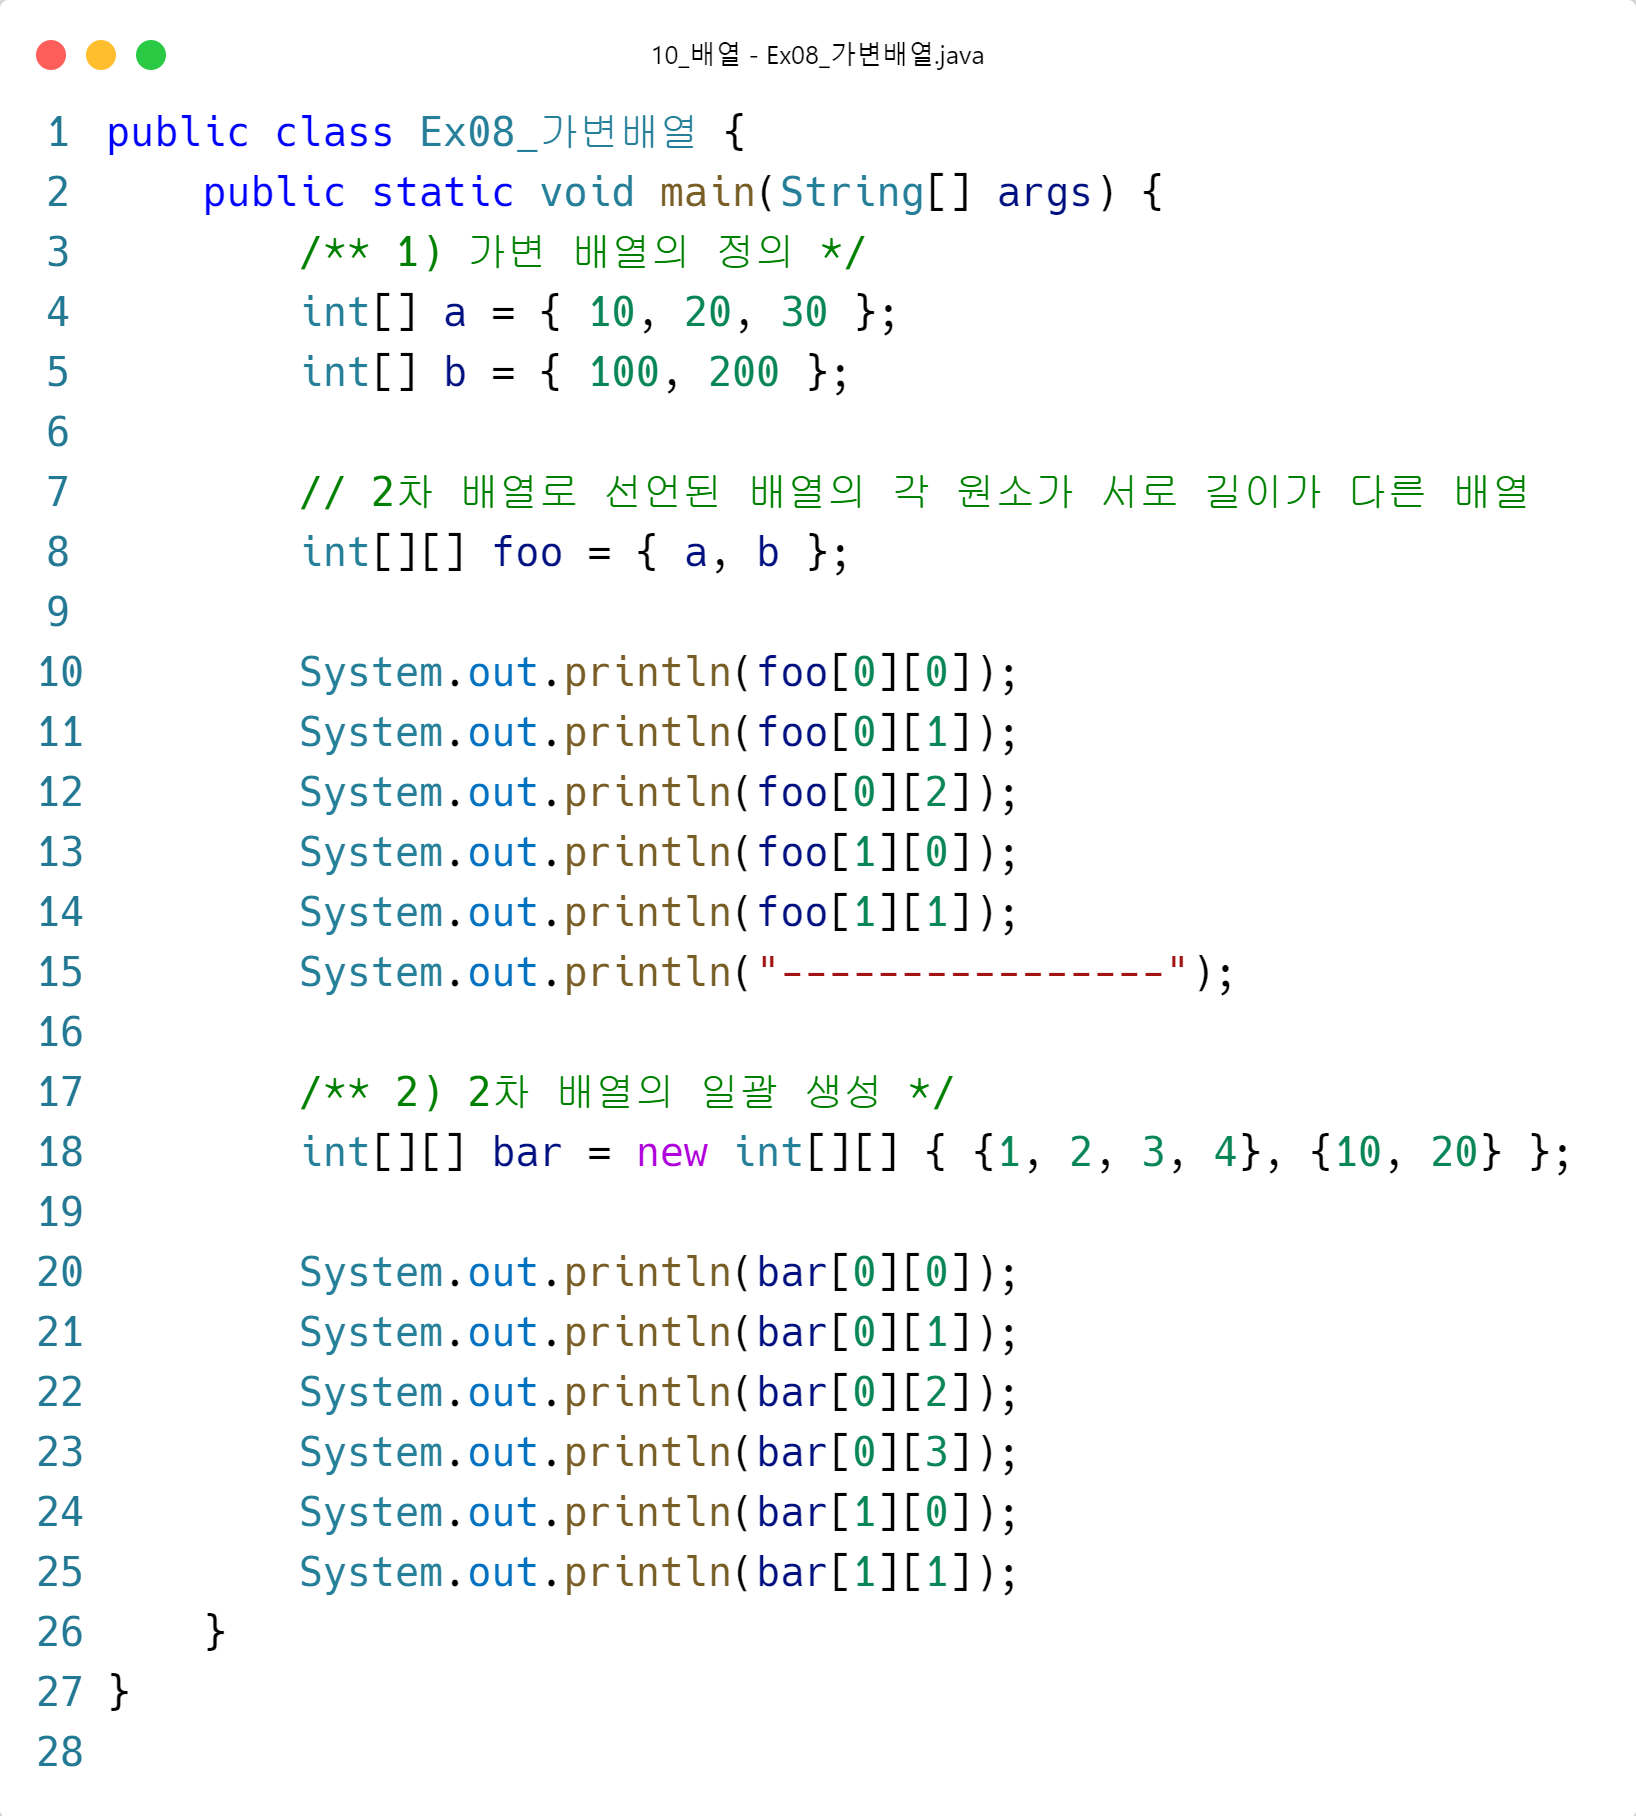 10_배열 - Ex08_가변배열.java
1 public class Ex08_가변배열 {
2     public static void main(String[] args) {
3         /** 1) 가변 배열의 정의 */
4         int[] a = { 10, 20, 30 };
5         int[] b = { 100, 200 };
6
7         // 2차 배열로 선언된 배열의 각 원소가 서로 길이가 다른 배열
8         int[][] foo = { a, b };
9
10         System.out.println(foo[0][0]);
11         System.out.println(foo[0][1]);
12         System.out.println(foo[0][2]);
13         System.out.println(foo[1][0]);
14         System.out.println(foo[1][1]);
15         System.out.println("----------------");
16
17         /** 2) 2차 배열의 일괄 생성 */
18         int[][] bar = new int[][] { {1, 2, 3, 4}, {10, 20} };
19
20         System.out.println(bar[0][0]);
21         System.out.println(bar[0][1]);
22         System.out.println(bar[0][2]);
23         System.out.println(bar[0][3]);
24         System.out.println(bar[1][0]);
25         System.out.println(bar[1][1]);
26     }
27 }
28